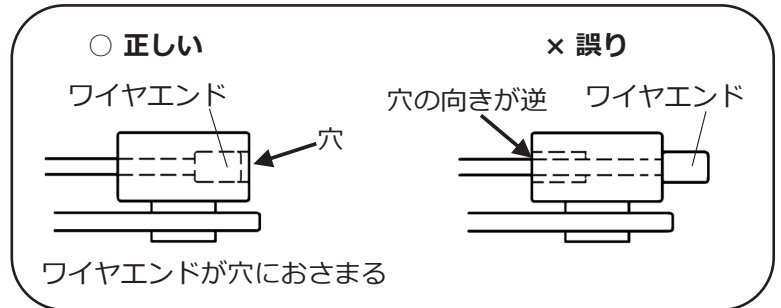 ○ 正しい
ワイヤエンド
穴
ワイヤエンドが穴におさまる
× 誤り
穴の向きが逆
ワイヤエンド